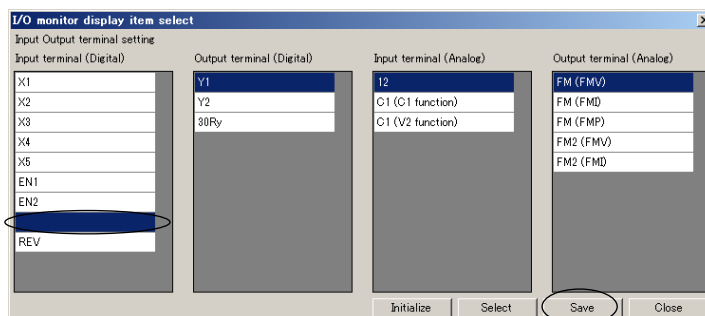 I/O monitor display item select
Input Output terminal setting
Input terminal (Digital)
X1
X2
X3
X4
X5
EN1
EN2
REV
Output terminal (Digital)
Y1
Y2
30Ry
Input terminal (Analog)
12
C1 (C1 function)
C1 (V2 function)
Output terminal (Analog)
FM (FMV)
FM (FMI)
FM (FMP)
FM2 (FMV)
FM2 (FMI)
Initialize
Select
Save
Close